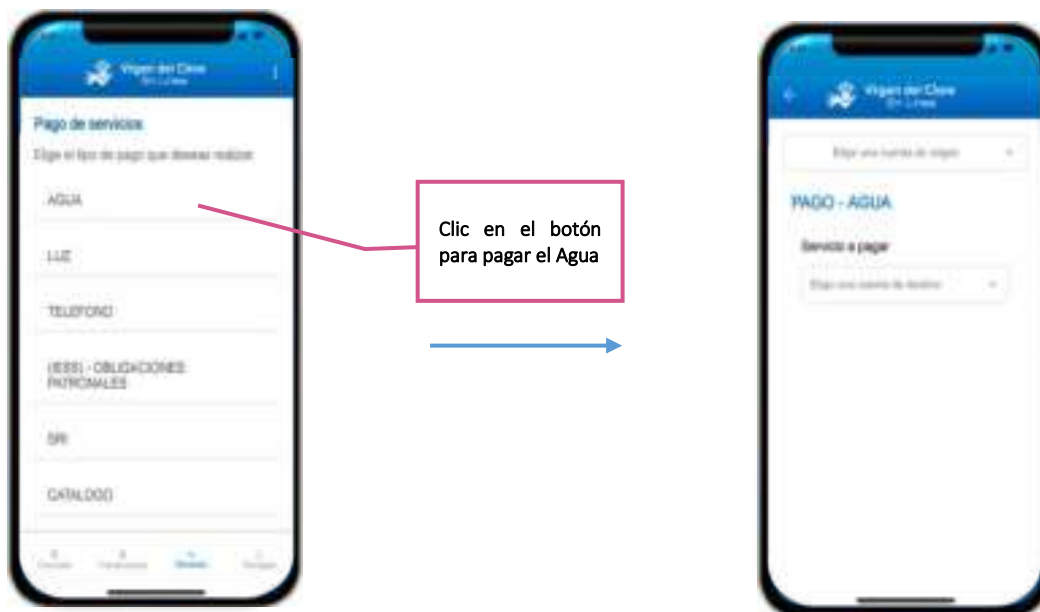 Virgen del Cisne
En Línea
Pago de servicios
Elige el tipo de pago que deseas realizar
AGUA
LUZ
TELEFONO
(IESS) - OBLIGACIONES
PATRONALES
SRI
CATALOGO
Clic en el botón
para pagar el Agua
Virgen del Cisne
En Línea
Elige una cuenta de origen
PAGO - AGUA
Servicio a pagar
Elige una cuenta de destino